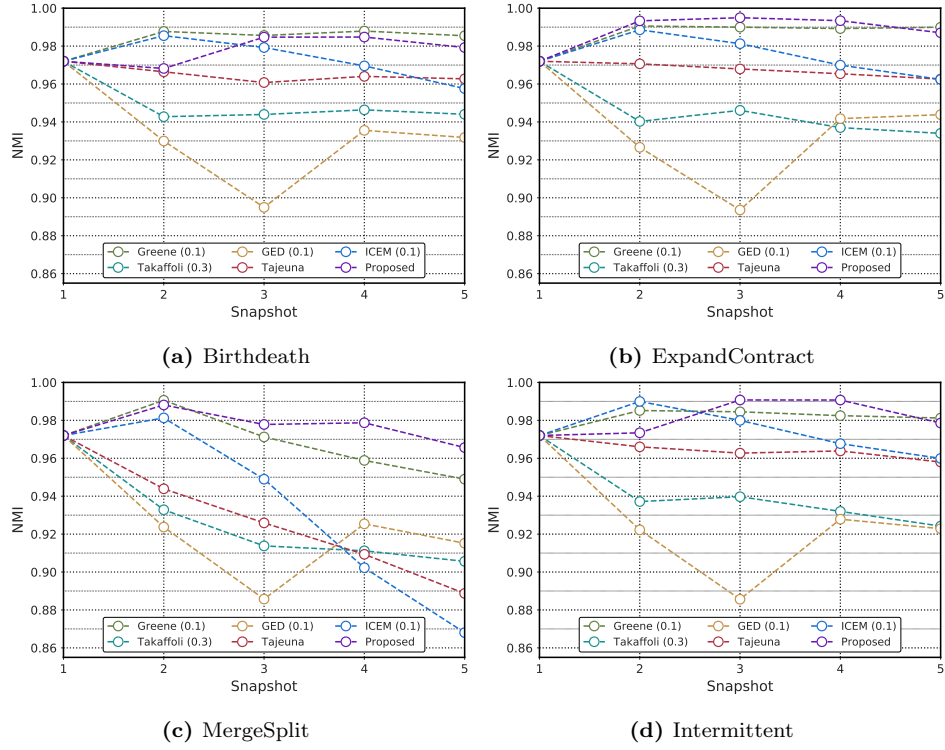 1.00
0.98
0.96
0.94
0.92
0.90
0.88
0.86
NMI
Greene (0.1) GED (0.1) ICEM (0.1)
Takaffoli (0.3) Tajeuna Proposed
1 2 3 4 5
Snapshot
(a) Birthdeath
1.00
0.98
0.96
0.94
0.92
0.90
0.88
0.86
NMI
Greene (0.1) GED (0.1) ICEM (0.1)
Takaffoli (0.3) Tajeuna Proposed
1 2 3 4 5
Snapshot
(b) ExpandContract
1.00
0.98
0.96
0.94
0.92
0.90
0.88
0.86
NMI
Greene (0.1) GED (0.1) ICEM (0.1)
Takaffoli (0.3) Tajeuna Proposed
1 2 3 4 5
Snapshot
(c) MergeSplit
1.00
0.98
0.96
0.94
0.92
0.90
0.88
0.86
NMI
Greene (0.1) GED (0.1) ICEM (0.1)
Takaffoli (0.3) Tajeuna Proposed
1 2 3 4 5
Snapshot
(d) Intermittent